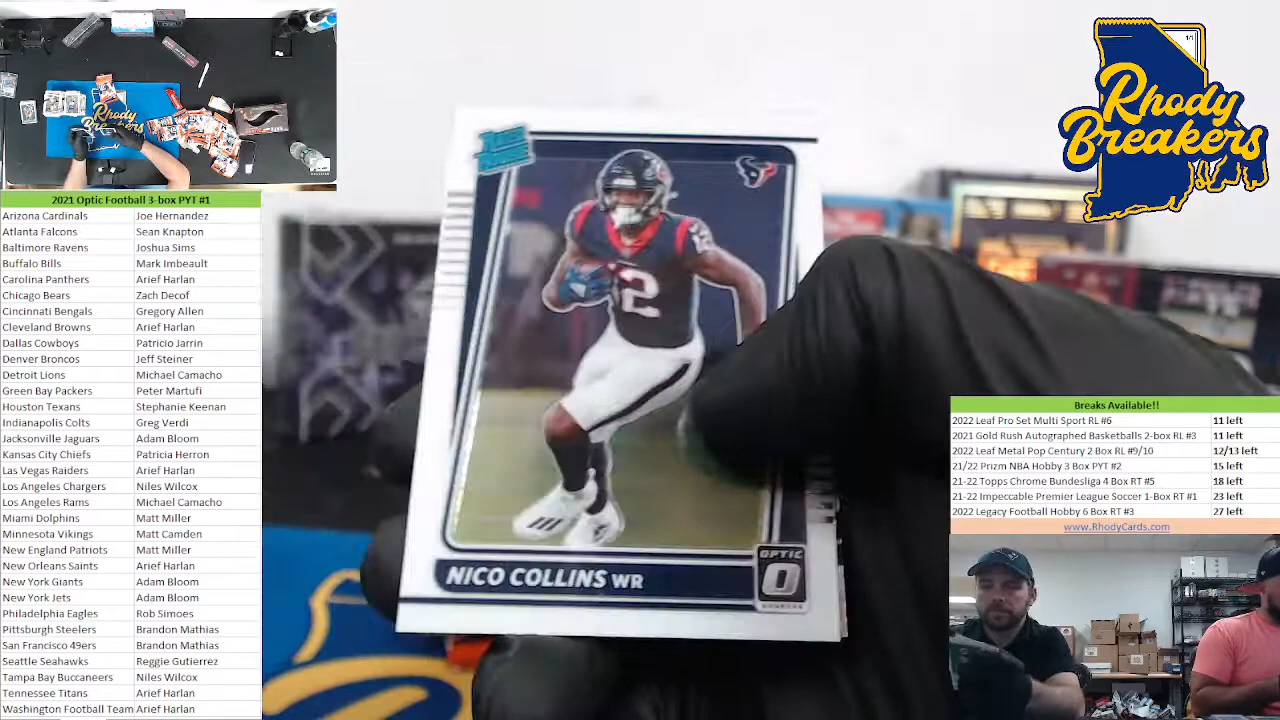 2021 Optic Football 3-box PYT #1
Arizona Cardinals Joe Hernandez
Atlanta Falcons Sean Knapton
Baltimore Ravens Joshua Sims
Buffalo Bills Mark Imbeault
Carolina Panthers Arief Harlan
Chicago Bears Zach Decof
Cincinnati Bengals Gregory Allen
Cleveland Browns Arief Harlan
Dallas Cowboys Patricio Jarrin
Denver Broncos Jeff Steiner
Detroit Lions Michael Camacho
Green Bay Packers Peter Martufi
Houston Texans Stephanie Keenan
Indianapolis Colts Greg Verdi
Jacksonville Jaguars Adam Bloom
Kansas City Chiefs Patricia Herron
Las Vegas Raiders Arief Harlan
Los Angeles Chargers Niles Wilcox
Los Angeles Rams Michael Camacho
Miami Dolphins Matt Miller
Minnesota Vikings Matt Camden
New England Patriots Matt Miller
New Orleans Saints Arief Harlan
New York Giants Adam Bloom
New York Jets Adam Bloom
Philadelphia Eagles Rob Simoes
Pittsburgh Steelers Brandon Mathias
San Francisco 49ers Brandon Mathias
Seattle Seahawks Reggie Gutierrez
Tampa Bay Buccaneers Niles Wilcox
Tennessee Titans Arief Harlan
Washington Football Team Arief Harlan
Rhody Breakers
12
2
NICO COLLINS WR
OPTIC
O
1/1
Rhody
Breakers
Breaks Available!!
2022 Leaf Pro Set Multi Sport RL #6 11 left
2021 Gold Rush Autographed Basketballs 2-box RL #3 11 left
2022 Leaf Metal Pop Century 2 Box RL #9/10 12/13 left
21/22 Prizm NBA Hobby 3 Box PYT #2 15 left
21-22 Topps Chrome Bundesliga 4 Box RT #5 18 left
21-22 Impeccable Premier League Soccer 1-Box RT #1 23 left
2022 Legacy Football Hobby 6 Box RT #3 27 left
www.RhodyCards.com